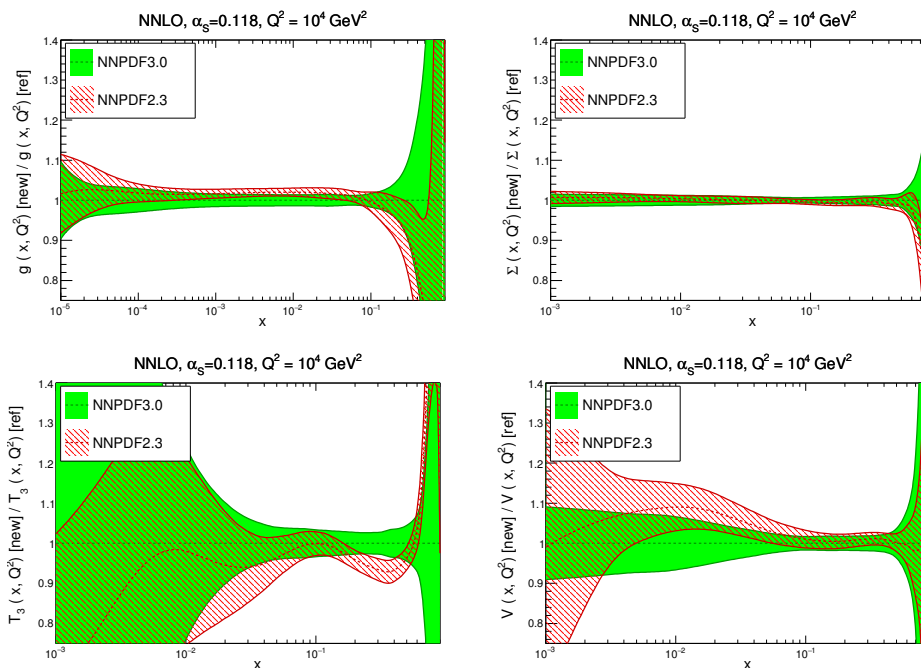 NNLO, α_S=0.118, Q² = 10⁴ GeV²
g ( x, Q²) [new] / g ( x, Q²) [ref]
1.4
1.3
1.2
1.1
1
0.9
0.8
NNPDF3.0
NNPDF2.3
10⁻⁵
10⁻⁴
10⁻³
10⁻²
10⁻¹
x
NNLO, α_S=0.118, Q² = 10⁴ GeV²
Σ ( x, Q²) [new] / Σ ( x, Q²) [ref]
1.4
1.3
1.2
1.1
1
0.9
0.8
NNPDF3.0
NNPDF2.3
10⁻³
10⁻²
10⁻¹
x
NNLO, α_S=0.118, Q² = 10⁴ GeV²
T₃ ( x, Q²) [new] / T₃ ( x, Q²) [ref]
1.4
1.3
1.2
1.1
1
0.9
0.8
NNPDF3.0
NNPDF2.3
10⁻³
10⁻²
10⁻¹
x
NNLO, α_S=0.118, Q² = 10⁴ GeV²
V ( x, Q²) [new] / V ( x, Q²) [ref]
1.4
1.3
1.2
1.1
1
0.9
0.8
NNPDF3.0
NNPDF2.3
10⁻³
10⁻²
10⁻¹
x